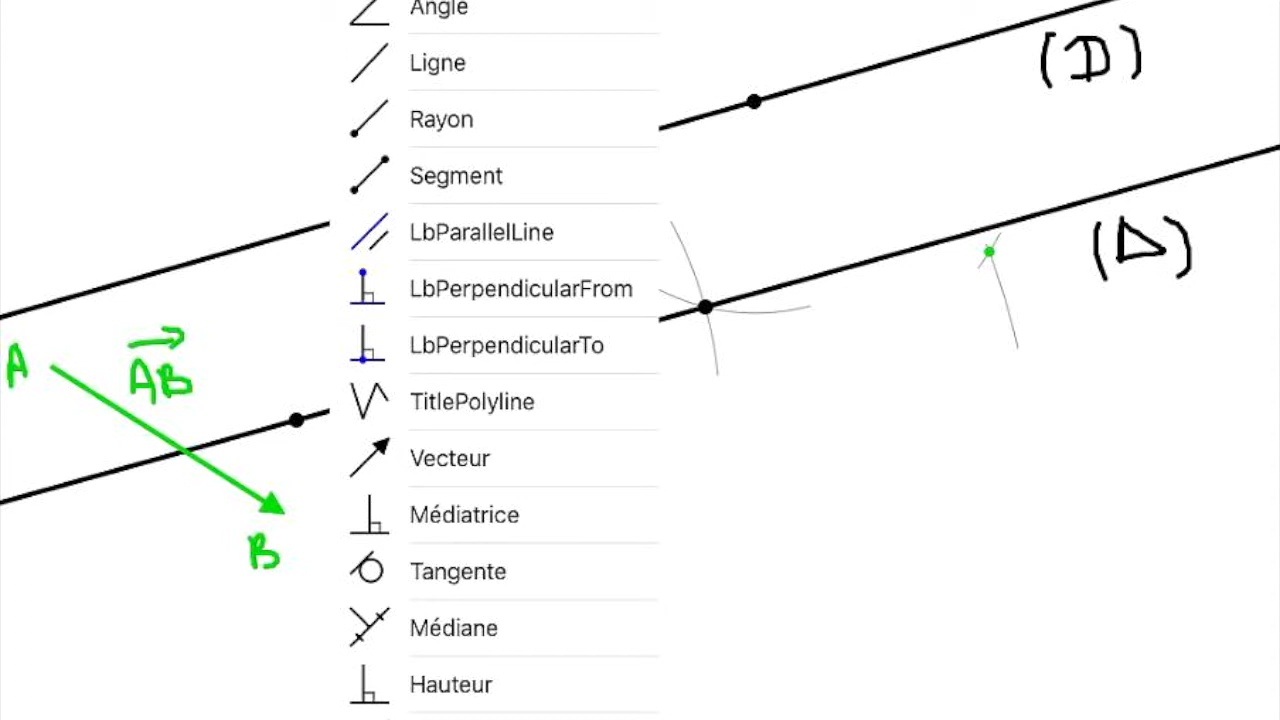 Angle
Ligne
Rayon
Segment
LbParallelLine
LbPerpendicularFrom
LbPerpendicularTo
TitlePolyline
Vecteur
Médiatrice
Tangente
Médiane
Hauteur
(D)
(Δ)
A
AB
B